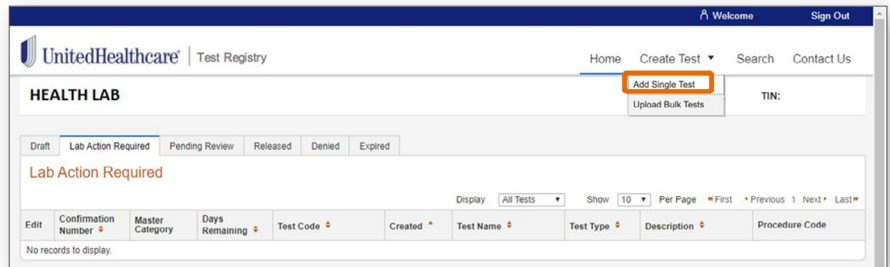 Welcome Sign Out
UnitedHealthcare® Test Registry
Home Create Test Search Contact Us
Add Single Test
HEALTH LAB TIN:
Upload Bulk Tests
Draft Lab Action Required Pending Review Released Denied Expired
Lab Action Required
Display All Tests Show 10 Per Page First Previous 1 Next Last
Edit Confirmation Number Master Category Days Remaining Test Code Created Test Name Test Type Description Procedure Code
No records to display.